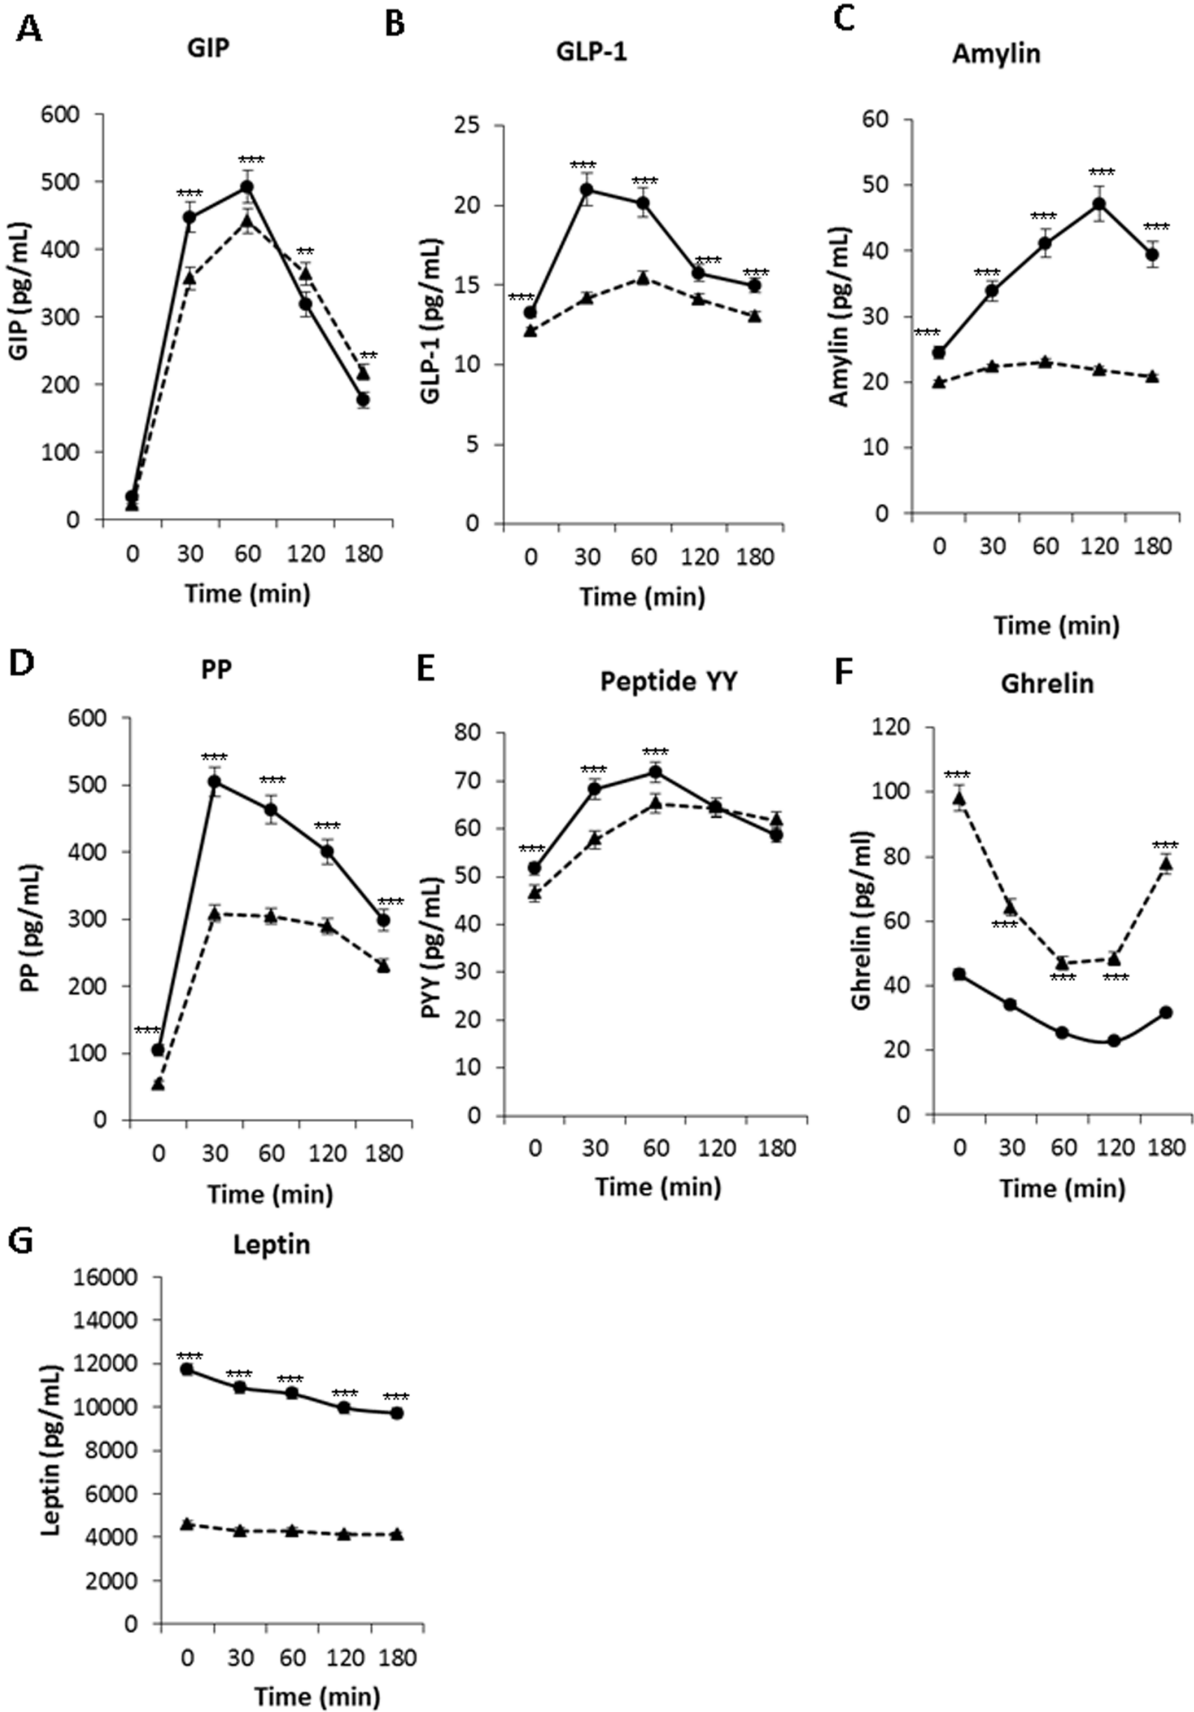 A
GIP
600
500
400
300
200
100
0
GIP (pg/mL)
***
***
**
**
0 30 60 120 180
Time (min)
B
GLP-1
25
20
15
10
5
0
GLP-1 (pg/mL)
***
***
***
***
***
0 30 60 120 180
Time (min)
C
Amylin
60
50
40
30
20
10
0
Amylin (pg/mL)
***
***
***
***
***
0 30 60 120 180
Time (min)
D
PP
600
500
400
300
200
100
0
PP (pg/mL)
***
***
***
***
***
0 30 60 120 180
Time (min)
E
Peptide YY
80
70
60
50
40
30
20
10
0
PYY (pg/mL)
***
***
***
0 30 60 120 180
Time (min)
F
Ghrelin
120
100
80
60
40
20
0
Ghrelin (pg/ml)
***
***
***
***
***
0 30 60 120 180
Time (min)
G
Leptin
16000
14000
12000
10000
8000
6000
4000
2000
0
Leptin (pg/mL)
***
***
***
***
***
0 30 60 120 180
Time (min)